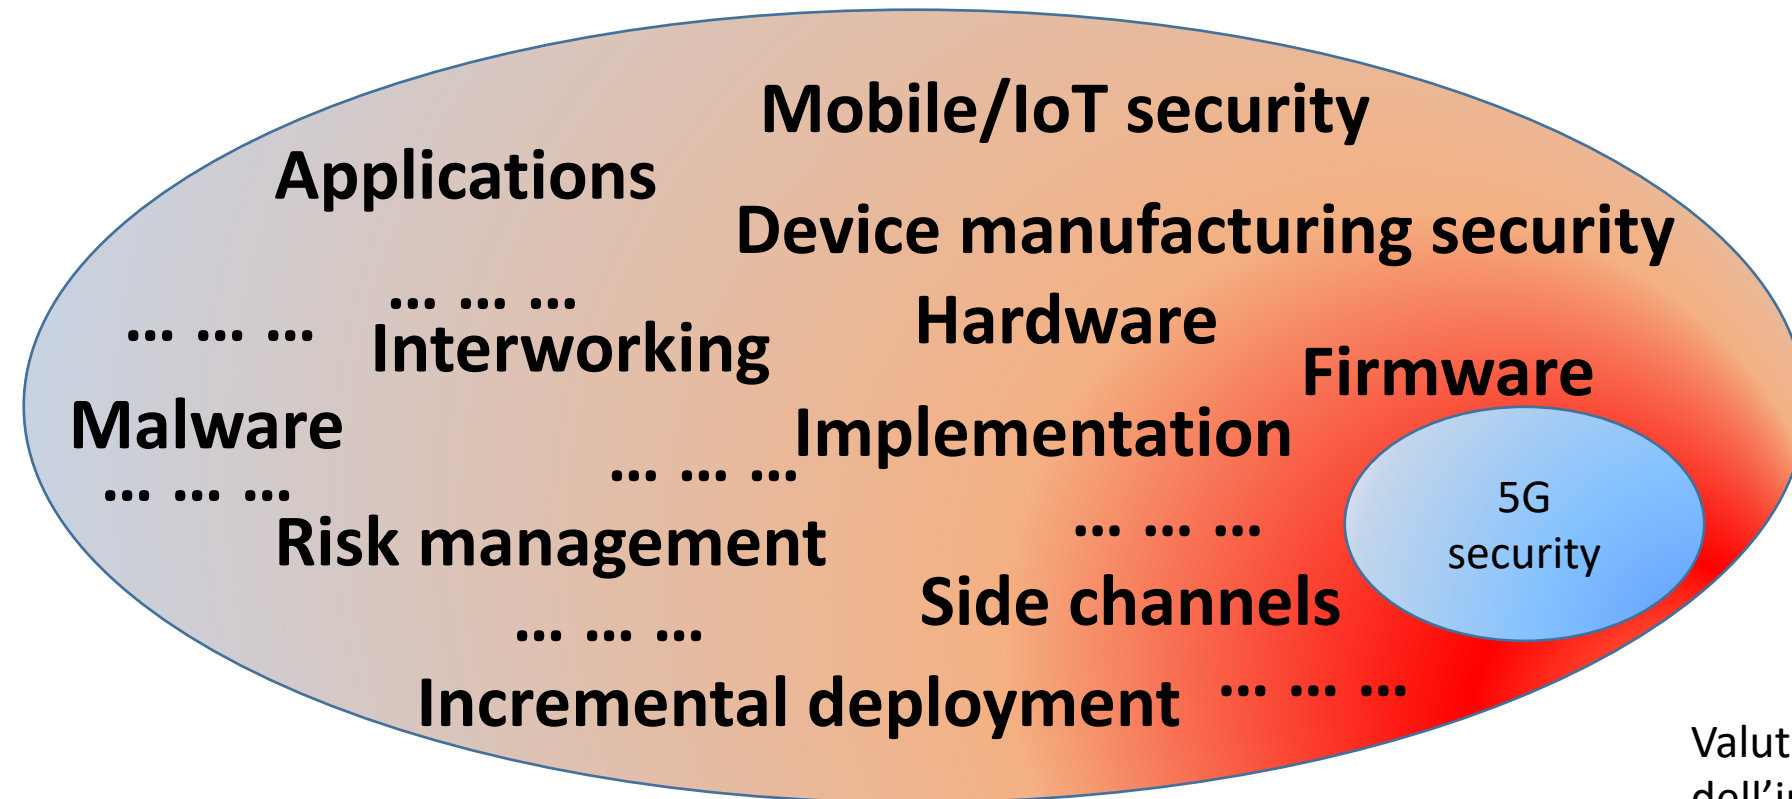 Mobile/IoT security
Applications
Device manufacturing security
... ... ...
Hardware
... ... ...
Interworking
Firmware
Malware
Implementation
... ... ...
... ... ...
5G
security
... ... ...
Risk management
Side channels
... ... ...
Incremental deployment
... ... ...